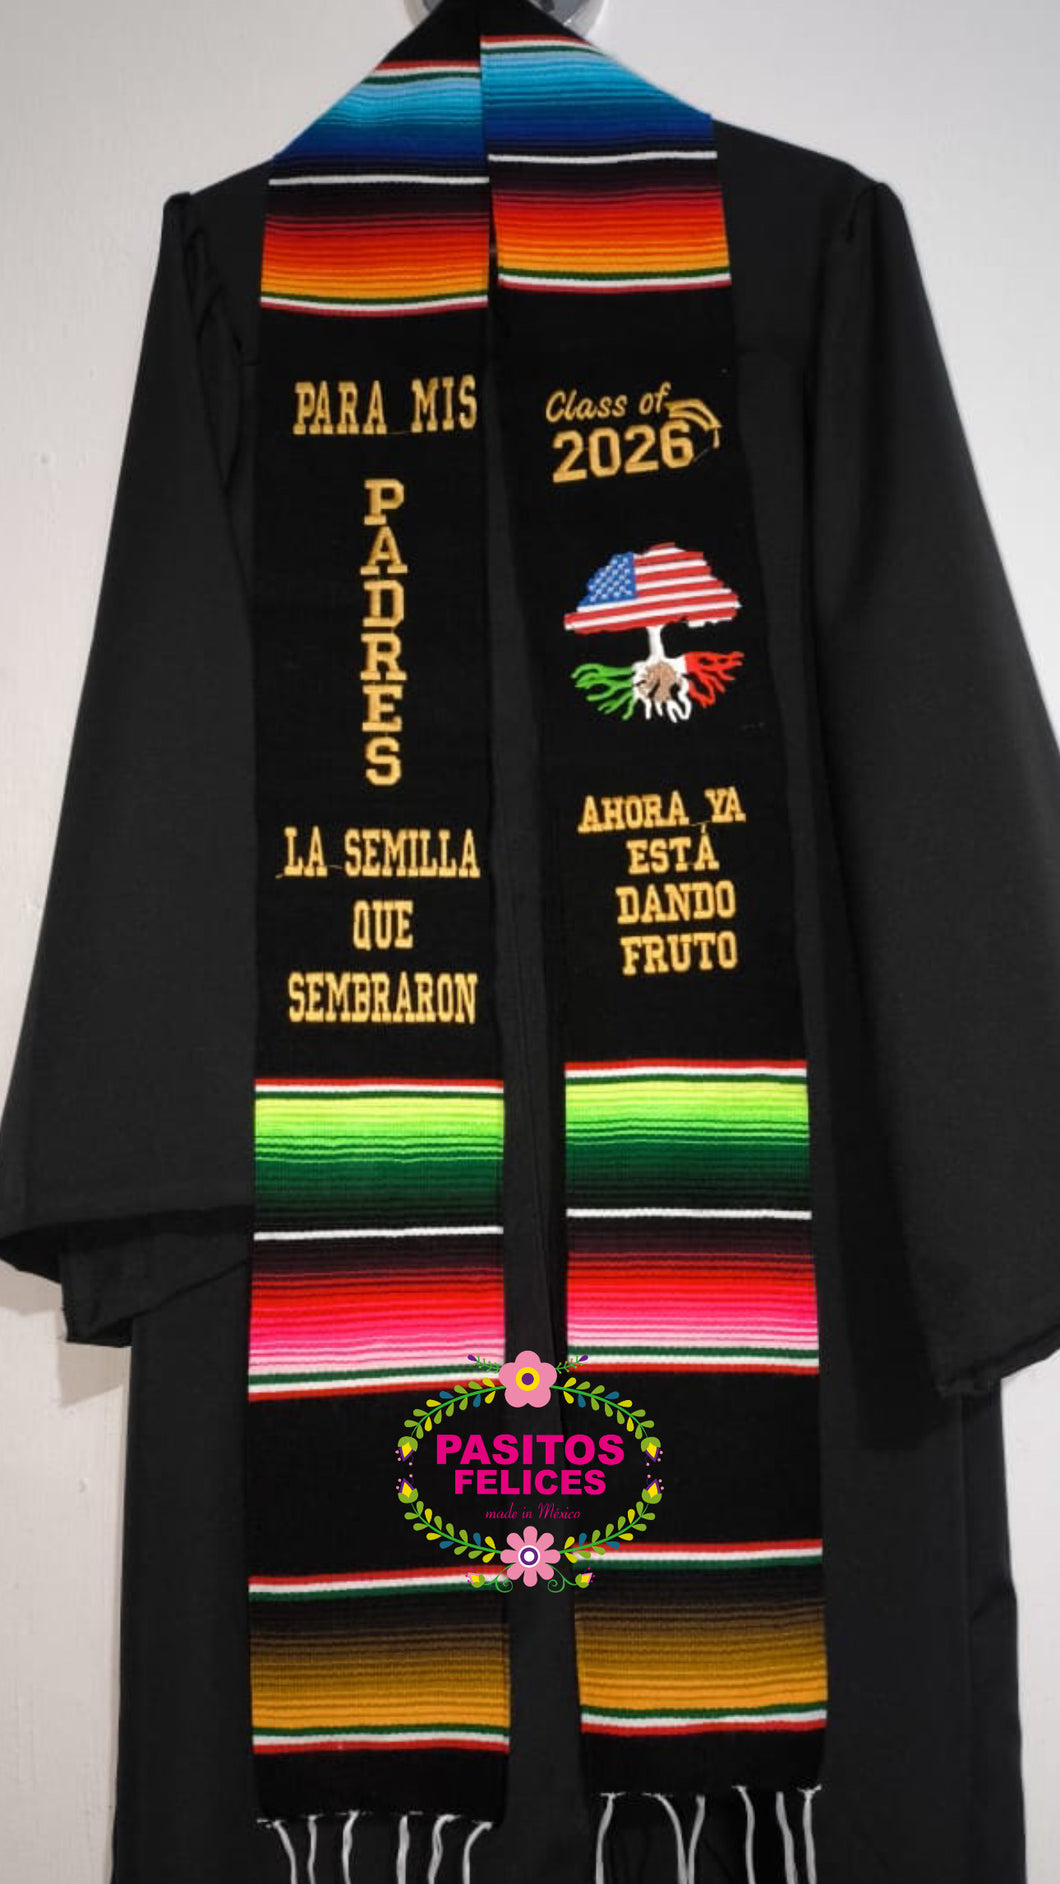 PARA MIS
PADRES
LA SEMILLA
QUE
SEMBRARON
Class of
2026
AHORA YA
ESTÁ
DANDO
FRUTO
PASITOS
FELICES
made in México